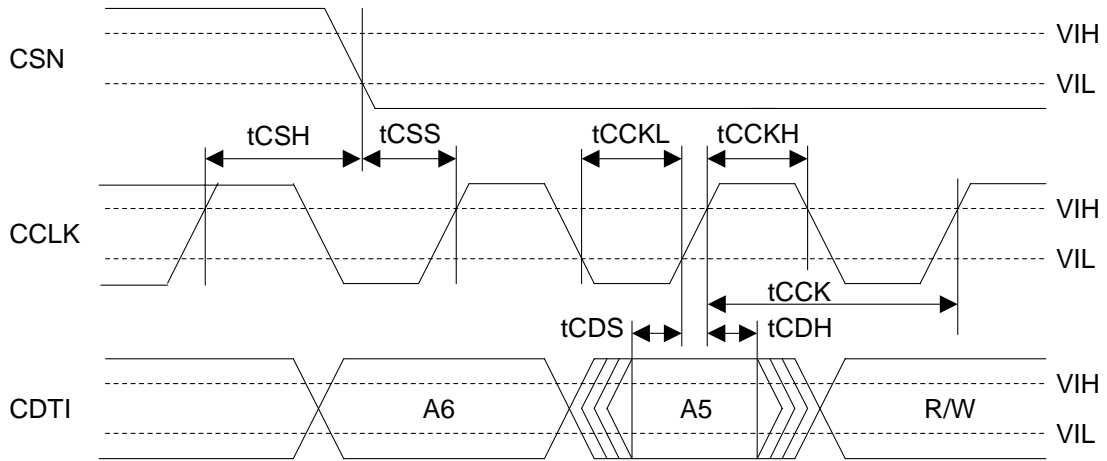 CSN
VIH
VIL
tCSH
tCSS
tCCKL
tCCKH
CCLK
VIH
VIL
tCCK
tCDS
tCDH
CDTI
A6
A5
R/W
VIH
VIL